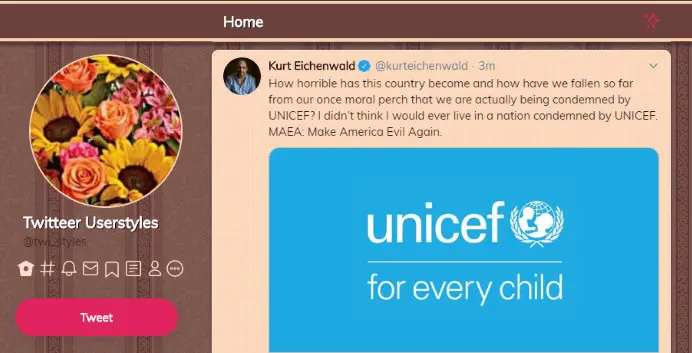 Home
Kurt Eichenwald @kurteichenwald · 3m
How horrible has this country become and how have we fallen so far
from our once moral perch that we are actually being condemned by
UNICEF? I didn't think I would ever live in a nation condemned by UNICEF.
MAEA: Make America Evil Again.
unicef
for every child
Twitteer Userstyles
@twi_styles
Tweet